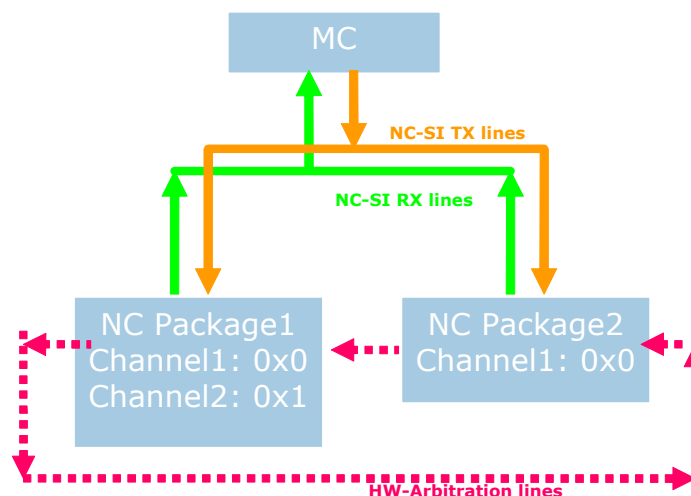 MC
NC-SI TX lines
NC-SI RX lines
NC Package1
Channel1: 0x0
Channel2: 0x1
NC Package2
Channel1: 0x0
HW-Arbitration lines